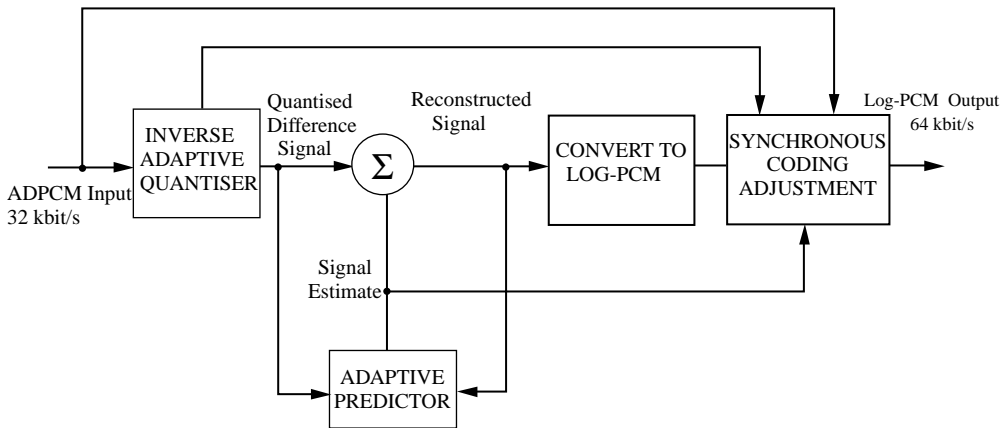 Quantised
Difference
Signal
Reconstructed
Signal
Log-PCM Output
64 kbit/s
INVERSE
ADAPTIVE
QUANTISER
Σ
CONVERT TO
LOG-PCM
SYNCHRONOUS
CODING
ADJUSTMENT
ADPCM Input
32 kbit/s
Signal
Estimate
ADAPTIVE
PREDICTOR